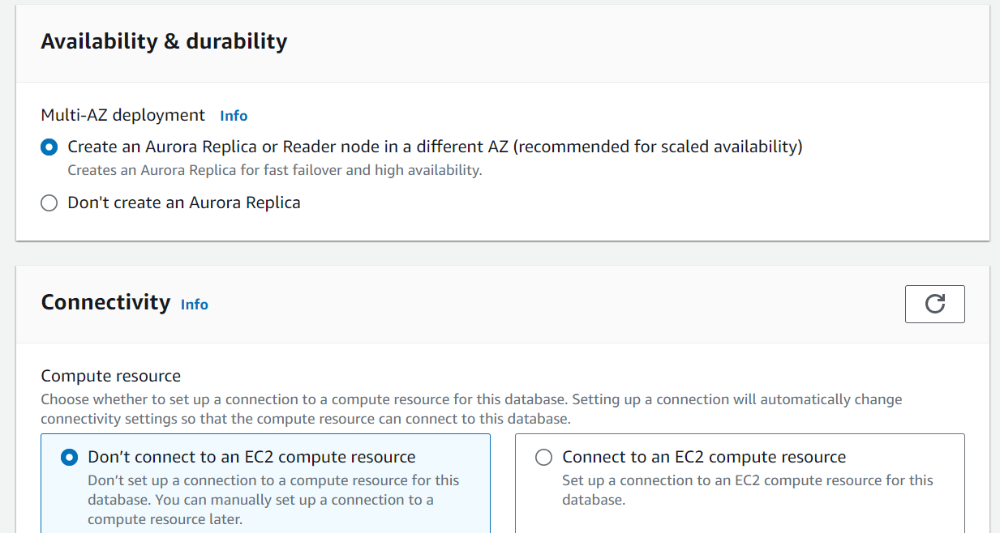 Availability & durability
Multi-AZ deployment Info
Create an Aurora Replica or Reader node in a different AZ (recommended for scaled availability)
Creates an Aurora Replica for fast failover and high availability.
Don't create an Aurora Replica
Connectivity Info
Compute resource
Choose whether to set up a connection to a compute resource for this database. Setting up a connection will automatically change
connectivity settings so that the compute resource can connect to this database.
Don’t connect to an EC2 compute resource
Don’t set up a connection to a compute resource for this
database. You can manually set up a connection to a
compute resource later.
Connect to an EC2 compute resource
Set up a connection to an EC2 compute resource for this
database.